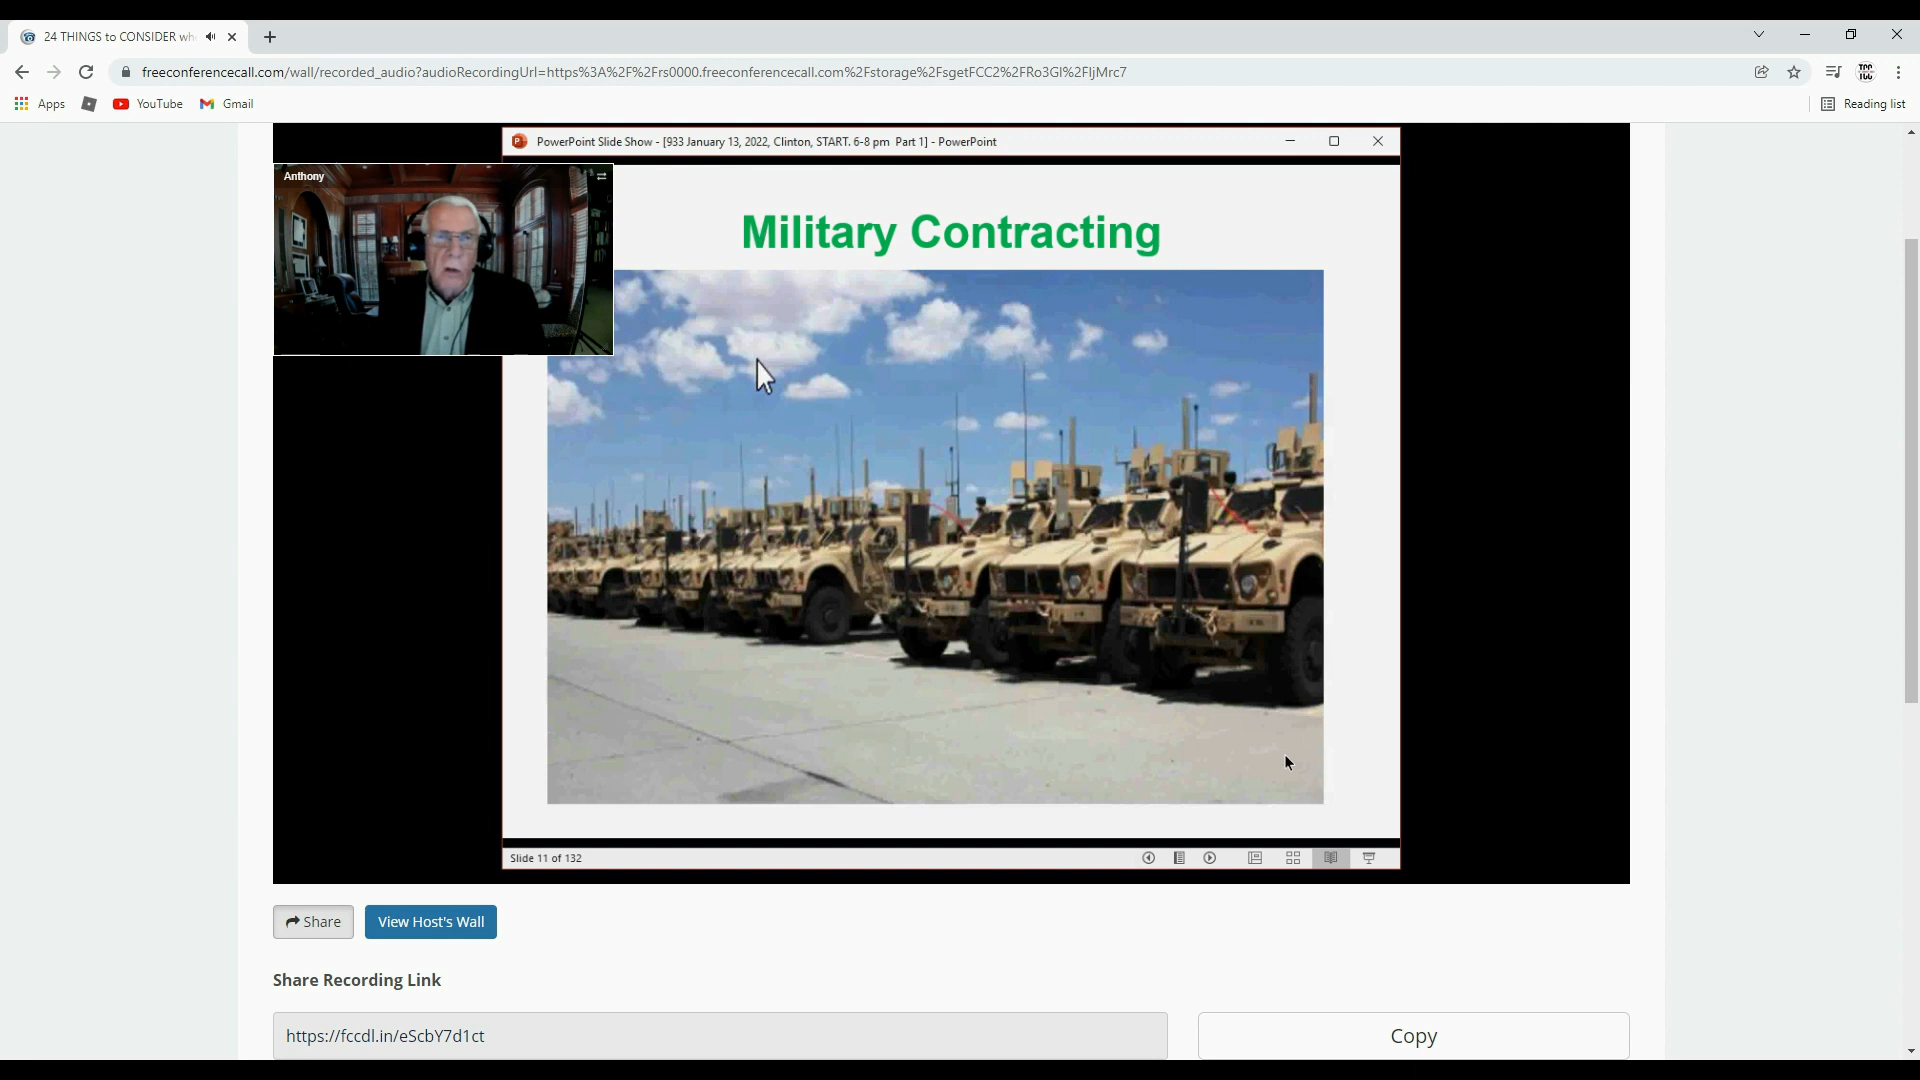 24 THINGS to CONSIDER wh
freeconferencecall.com/wall/recorded_audio?audioRecordingUrl=https%3A%2F%2Frs0000.freeconferencecall.com%2Fstorage%2FsgetFCC2%2FRo3Gl%2FljMrc7
Apps
YouTube
Gmail
Reading list
PowerPoint Slide Show - [933 January 13, 2022, Clinton, START. 6-8 pm Part 1] - PowerPoint
Anthony
Military Contracting
Slide 11 of 132
Share
View Host's Wall
Share Recording Link
https://fccdl.in/eScbY7d1ct
Copy